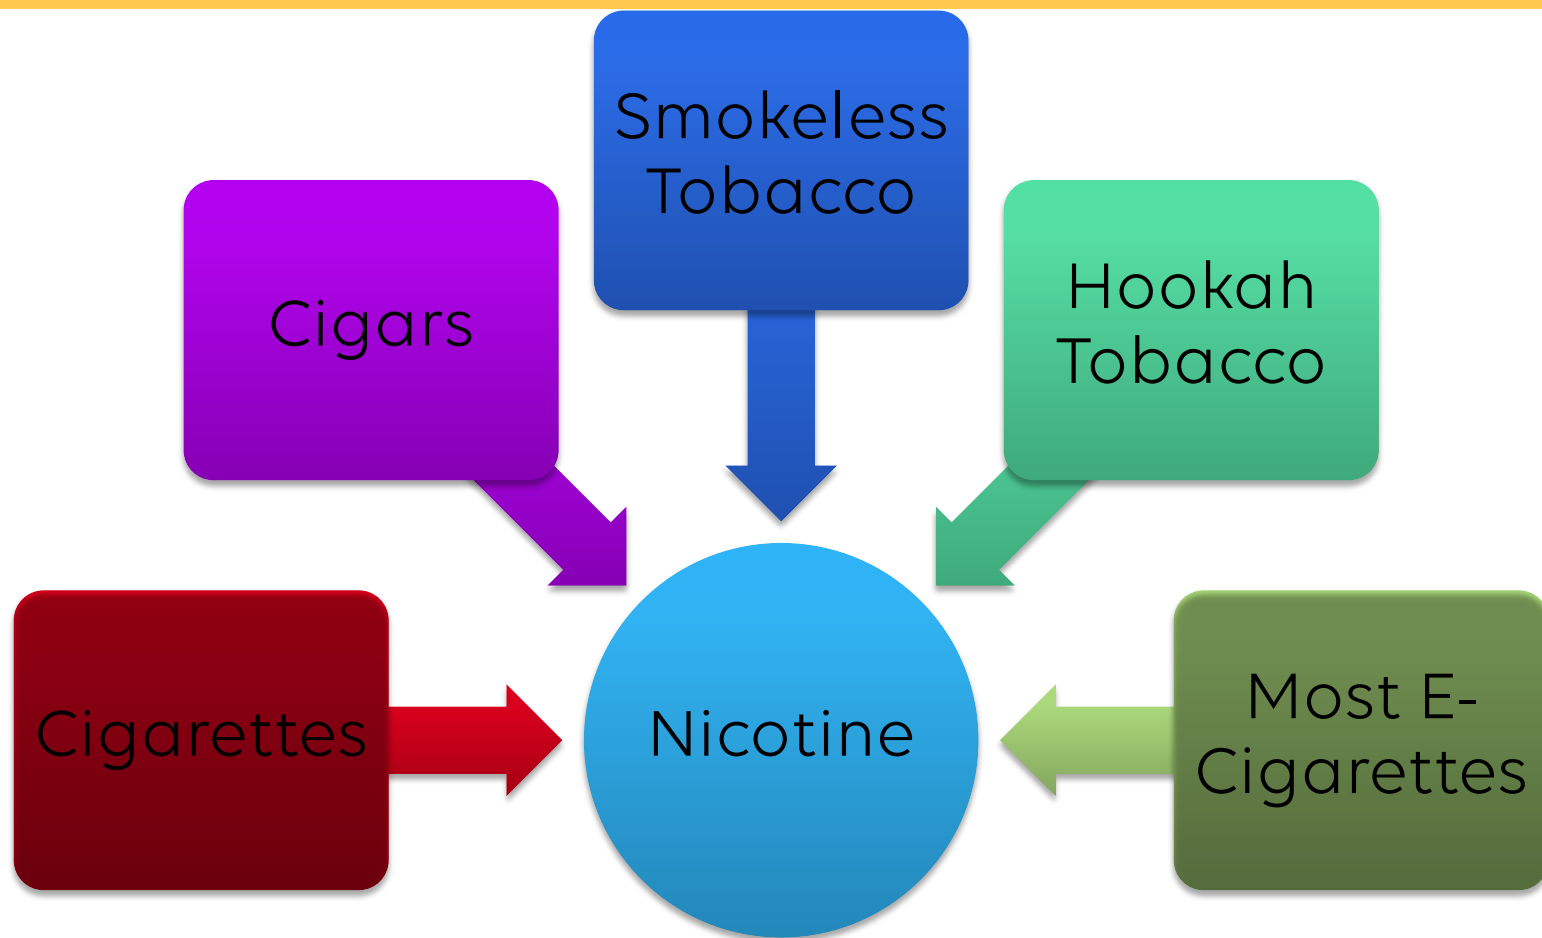 Smokeless
Tobacco
Cigars
Hookah
Tobacco
Cigarettes
Nicotine
Most E-
Cigarettes